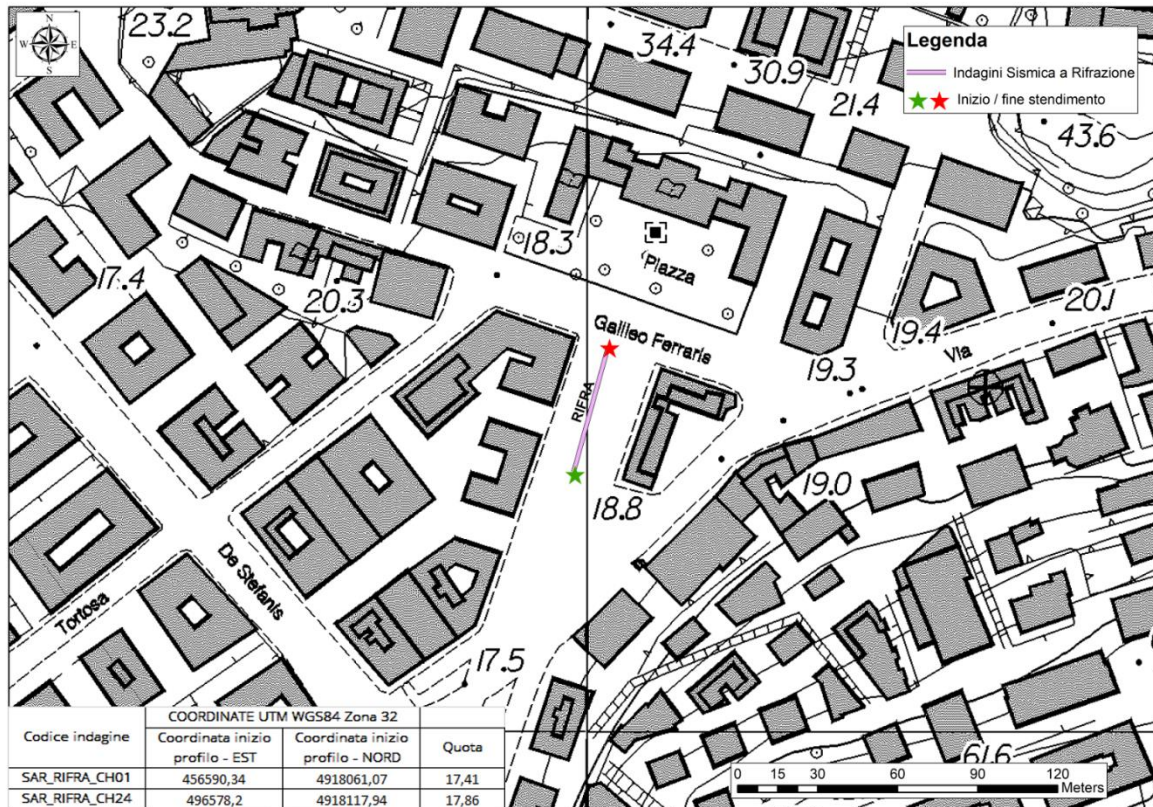 N
W E
S
23.2
34.4
30.9
21.4
43.6
Legenda
Indagini Sismica a Rifrazione
Inizio / fine stendimento
18.3
Piazza
17.4
20.3
20.1
19.4
Galileo Ferraris
Via
19.3
RIFRA
18.8
19.0
De Stefanis
Tortosa
17.5
61.6
COORDINATE UTM WGS84 Zona 32
Codice indagine Coordinata inizio profilo - EST Coordinata inizio profilo - NORD Quota
SAR_RIFRA_CH01 456590,34 4918061,07 17,41
SAR_RIFRA_CH24 496578,2 4918117,94 17,86
0 15 30 60 90 120
Meters